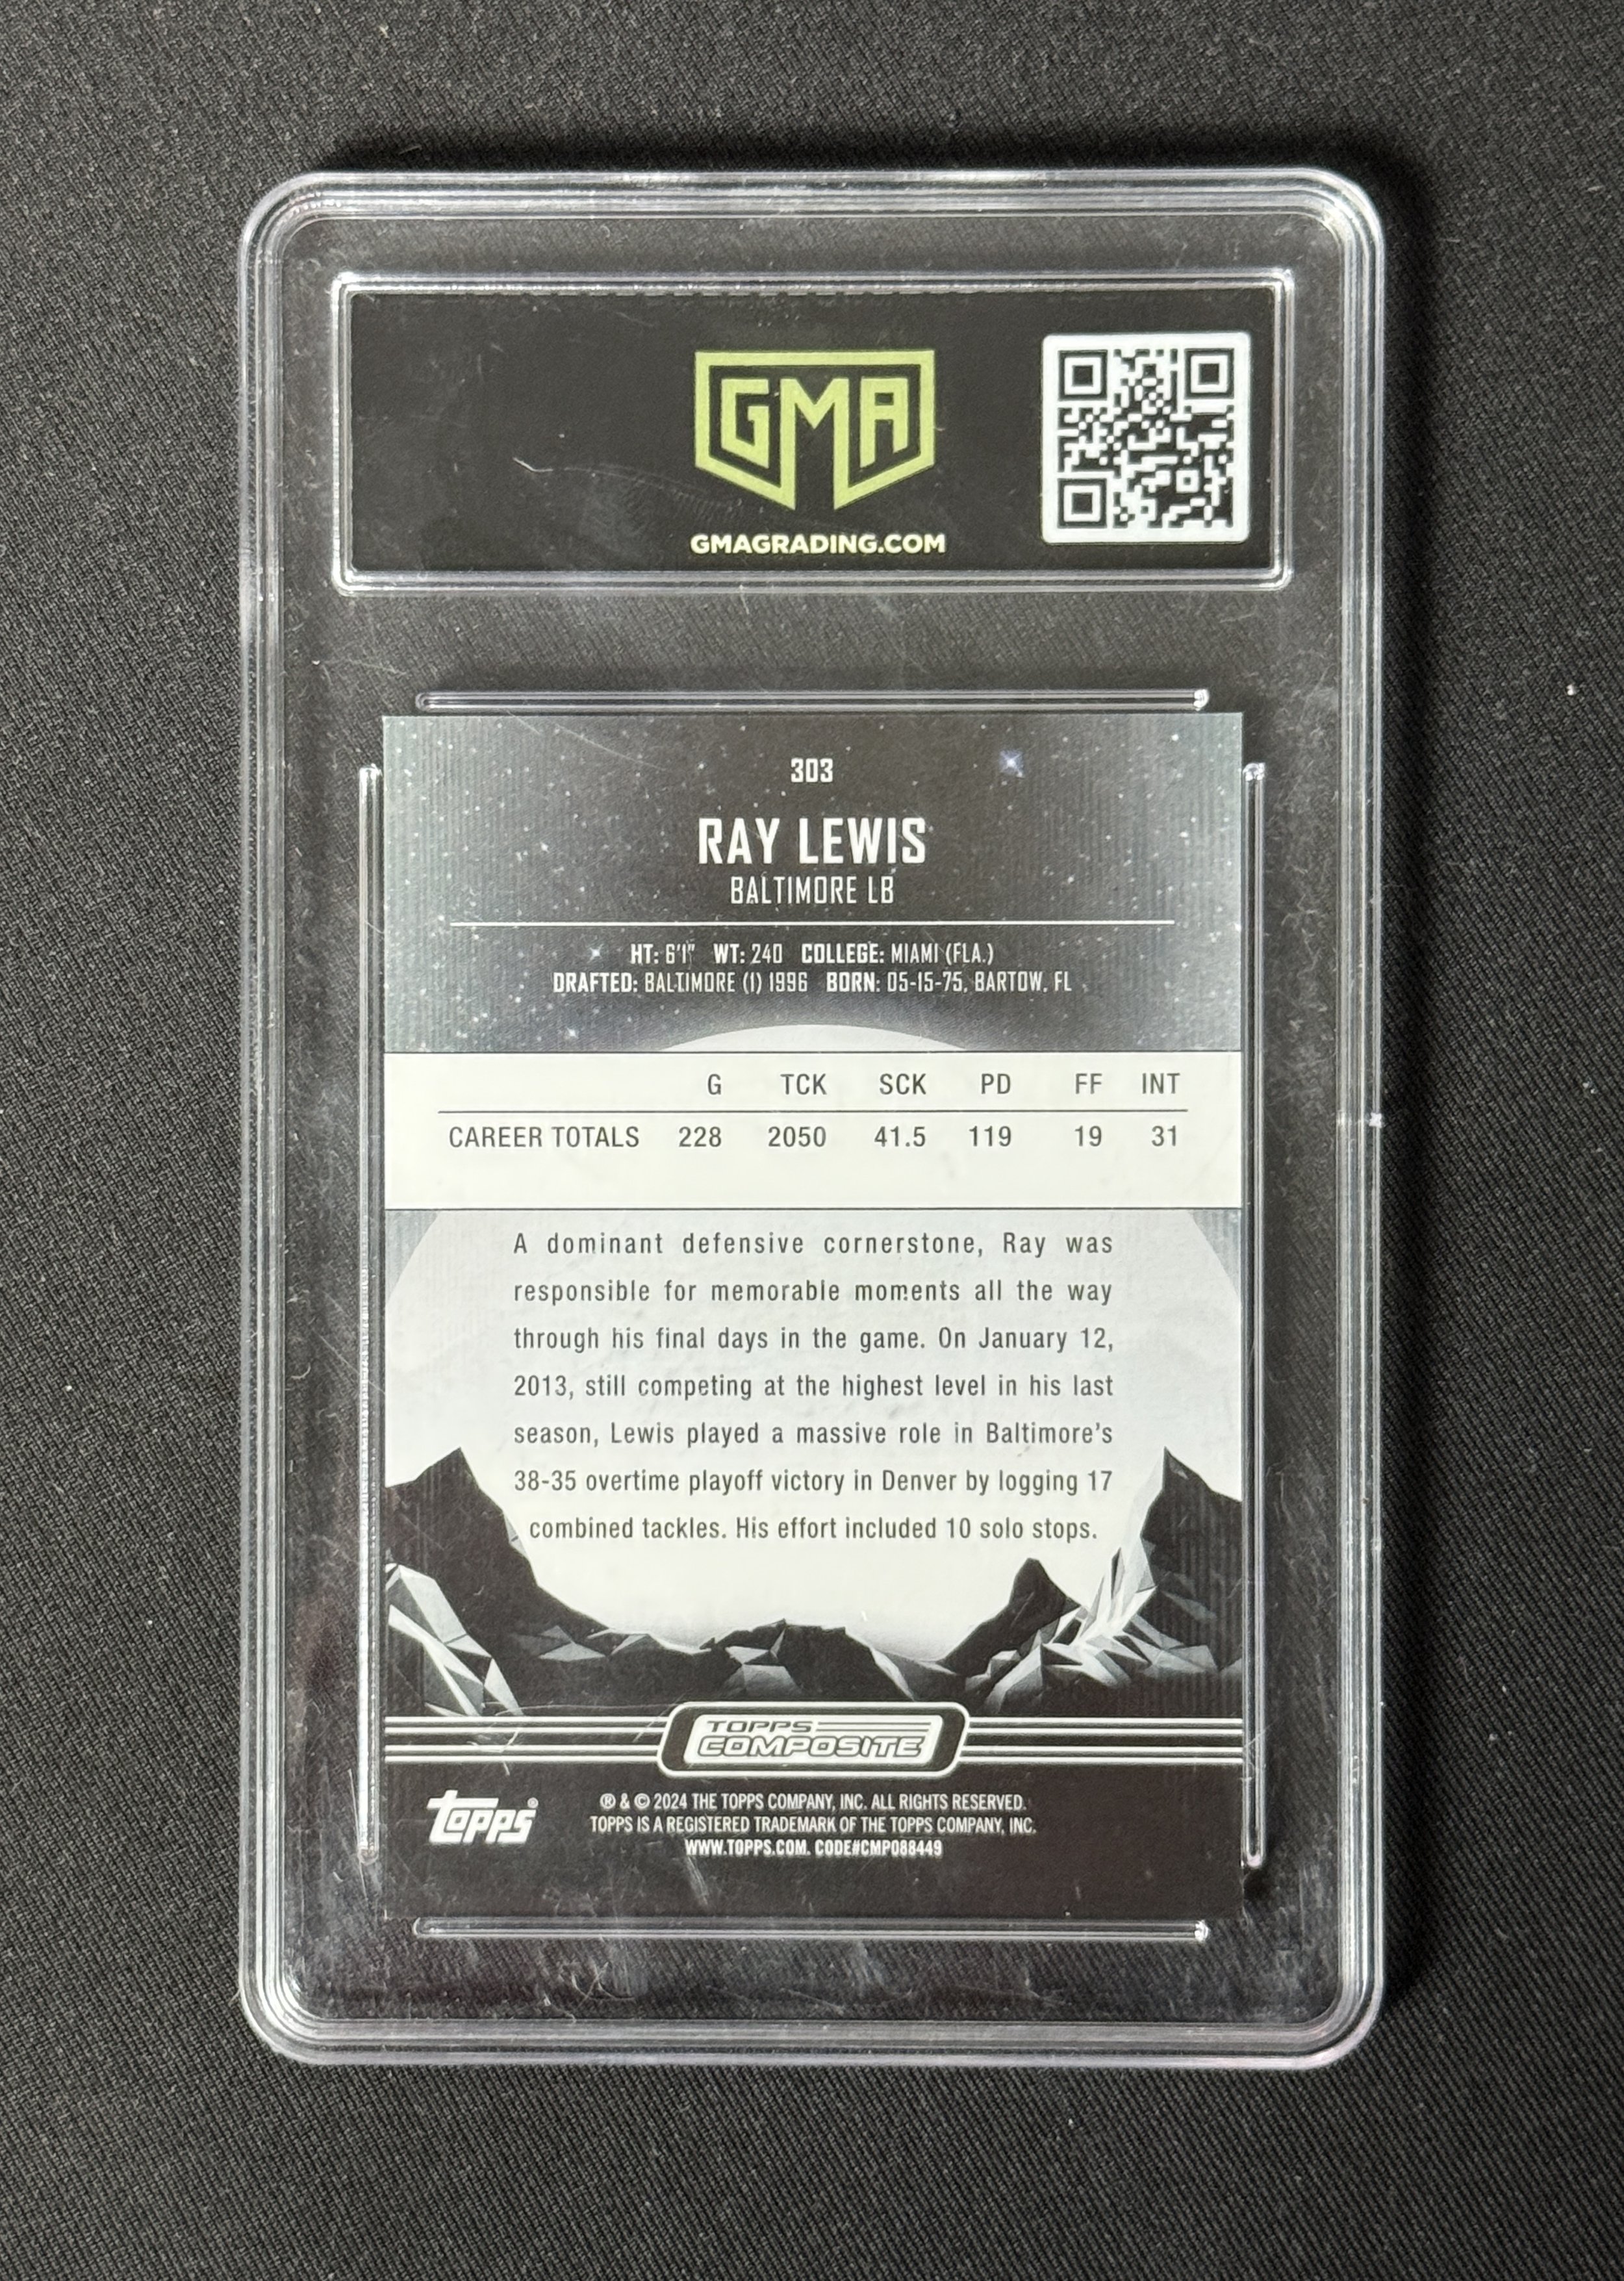 GMA
GMAGRADING.COM
303
RAY LEWIS
BALTIMORE LB
HT: 6'1" WT: 240 COLLEGE: MIAMI (FLA.)
DRAFTED: BALTIMORE (1) 1996 BORN: 05-15-75, BARTOW, FL
G TCK SCK PD FF INT
CAREER TOTALS 228 2050 41.5 119 19 31
A dominant defensive cornerstone, Ray was
responsible for memorable moments all the way
through his final days in the game. On January 12,
2013, still competing at the highest level in his last
season, Lewis played a massive role in Baltimore's
38-35 overtime playoff victory in Denver by logging 17
combined tackles. His effort included 10 solo stops.
TOPPS
COMPOSITE
topps®
® & © 2024 THE TOPPS COMPANY, INC. ALL RIGHTS RESERVED.
TOPPS IS A REGISTERED TRADEMARK OF THE TOPPS COMPANY, INC.
WWW.TOPPS.COM. CODE#CMP088449